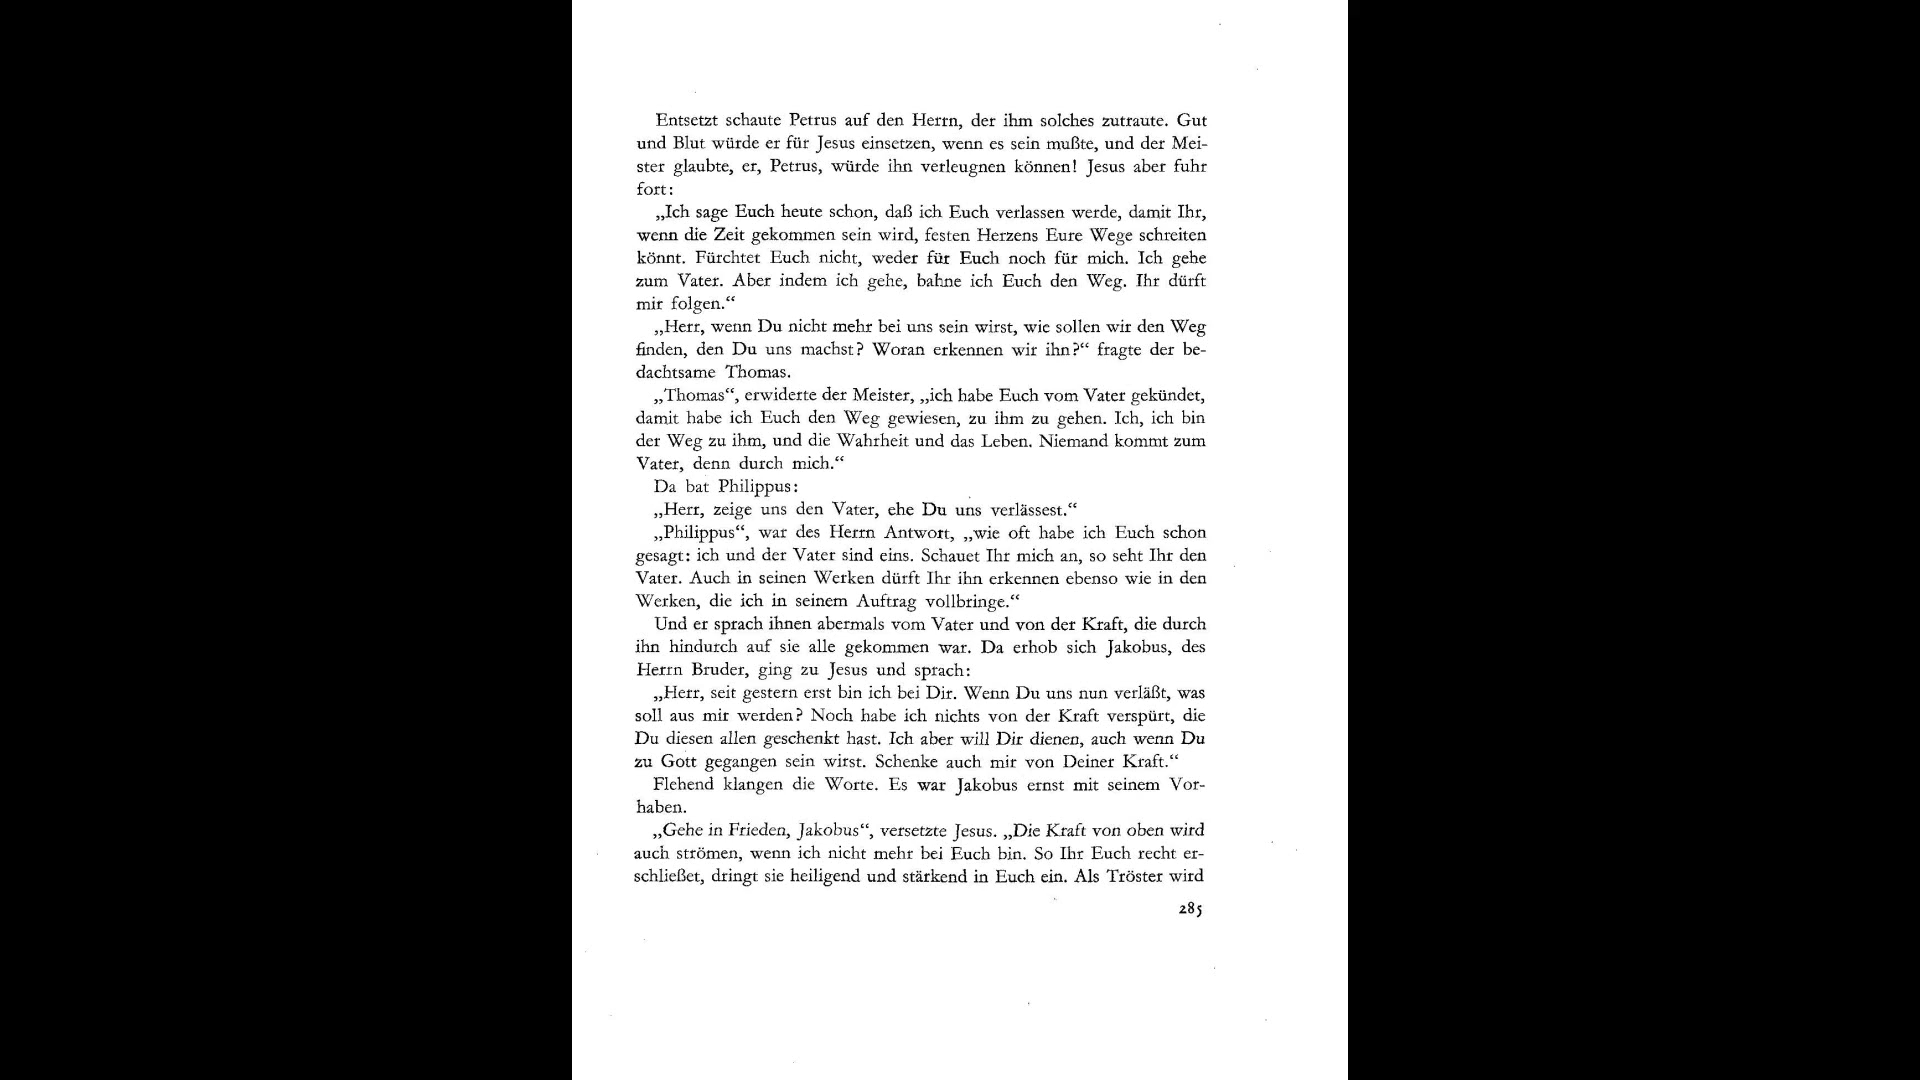 Entsetzt schaute Petrus auf den Herrn, der ihm solches zutraute. Gut
und Blut würde er für Jesus einsetzen, wenn es sein mußte, und der Mei-
ster glaubte, er, Petrus, würde ihn verleugnen können! Jesus aber fuhr
fort:
„Ich sage Euch heute schon, daß ich Euch verlassen werde, damit Ihr,
wenn die Zeit gekommen sein wird, festen Herzens Eure Wege schreiten
könnt. Fürchtet Euch nicht, weder für Euch noch für mich. Ich gehe
zum Vater. Aber indem ich gehe, bahne ich Euch den Weg. Ihr dürft
mir folgen.“
„Herr, wenn Du nicht mehr bei uns sein wirst, wie sollen wir den Weg
finden, den Du uns machst? Woran erkennen wir ihn?“ fragte der be-
dachtsame Thomas.
„Thomas“, erwiderte der Meister, „ich habe Euch vom Vater gekündet,
damit habe ich Euch den Weg gewiesen, zu ihm zu gehen. Ich, ich bin
der Weg zu ihm, und die Wahrheit und das Leben. Niemand kommt zum
Vater, denn durch mich.“
Da bat Philippus:
„Herr, zeige uns den Vater, ehe Du uns verlässest.“
„Philippus“, war des Herrn Antwort, „wie oft habe ich Euch schon
gesagt: ich und der Vater sind eins. Schauet Ihr mich an, so seht Ihr den
Vater. Auch in seinen Werken dürft Ihr ihn erkennen ebenso wie in den
Werken, die ich in seinem Auftrag vollbringe.“
Und er sprach ihnen abermals vom Vater und von der Kraft, die durch
ihn hindurch auf sie alle gekommen war. Da erhob sich Jakobus, des
Herrn Bruder, ging zu Jesus und sprach:
„Herr, seit gestern erst bin ich bei Dir. Wenn Du uns nun verläßt, was
soll aus mir werden? Noch habe ich nichts von der Kraft verspürt, die
Du diesen allen geschenkt hast. Ich aber will Dir dienen, auch wenn Du
zu Gott gegangen sein wirst. Schenke auch mir von Deiner Kraft.“
Flehend klangen die Worte. Es war Jakobus ernst mit seinem Vor-
haben.
„Gehe in Frieden, Jakobus“, versetzte Jesus. „Die Kraft von oben wird
auch strömen, wenn ich nicht mehr bei Euch bin. So Ihr Euch recht er-
schließet, dringt sie heiligend und stärkend in Euch ein. Als Tröster wird
285